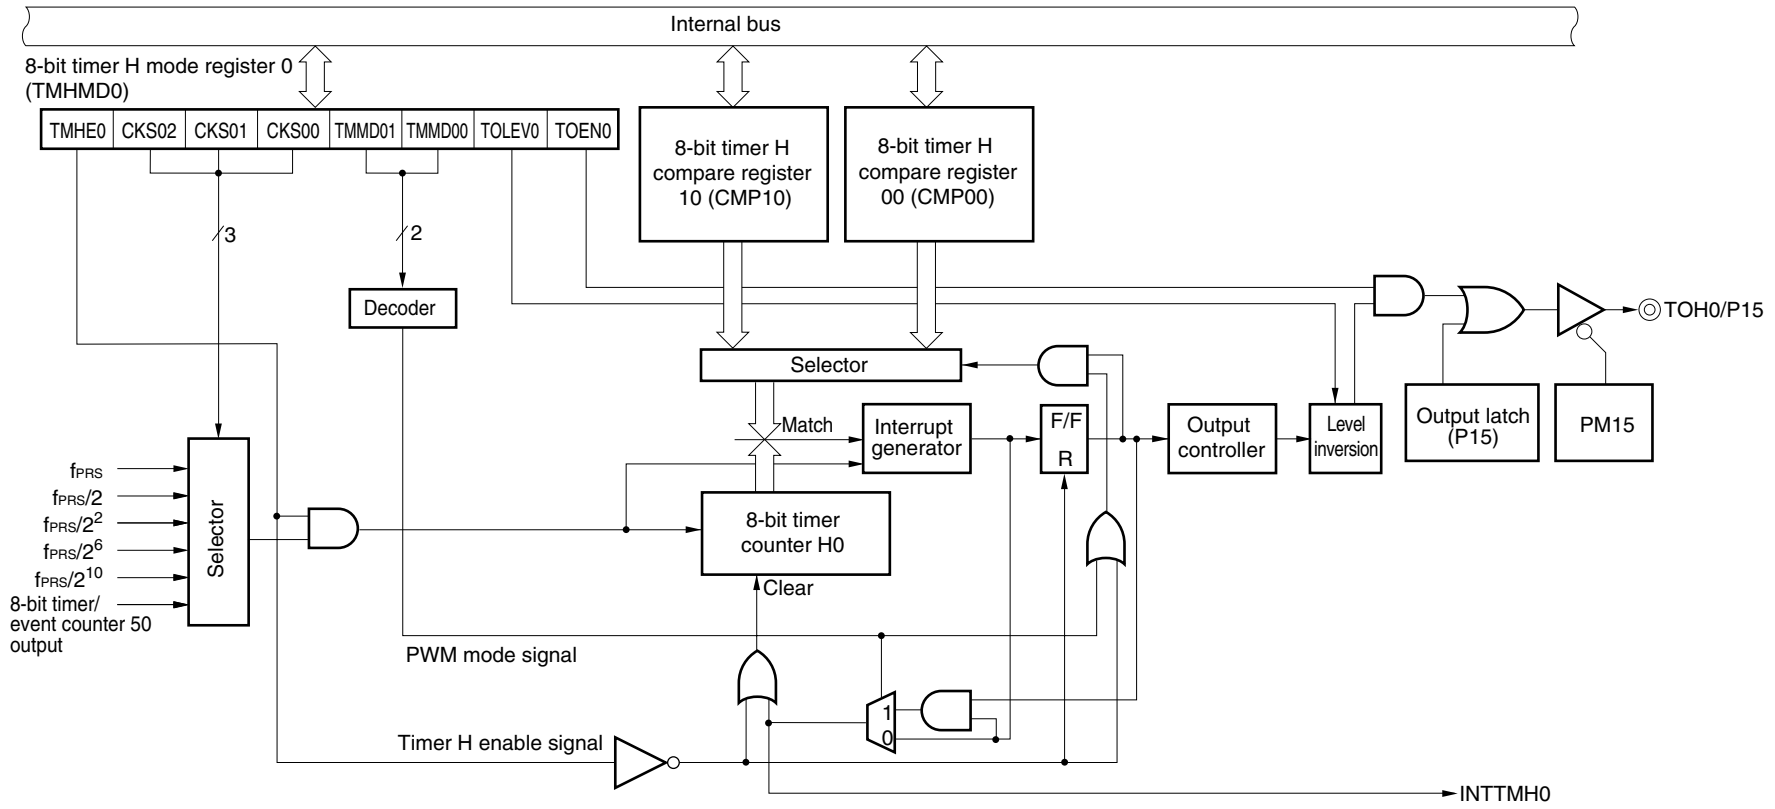 Internal bus
8-bit timer H mode register 0
(TMHMD0)
TMHE0 CKS02 CKS01 CKS00 TMMD01 TMMD00 TOLEV0 TOEN0
8-bit timer H
compare register
10 (CMP10)
8-bit timer H
compare register
00 (CMP00)
3
2
Decoder
TOH0/P15
Selector
Match
Interrupt
generator
F/F
R
Output
controller
Level
inversion
Output latch
(P15)
PM15
fPRS
fPRS/2
fPRS/2²
fPRS/2⁶
fPRS/2¹⁰
8-bit timer/
event counter 50
output
Selector
8-bit timer
counter H0
Clear
PWM mode signal
1
0
Timer H enable signal
INTTMH0